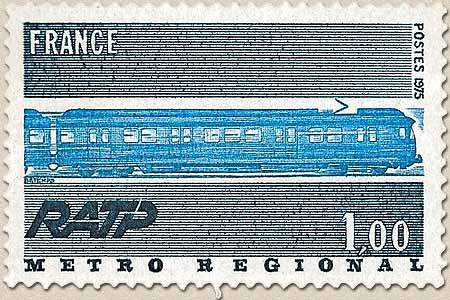 FRANCE
POSTES 1975
RATP
1,00
METRO REGIONAL